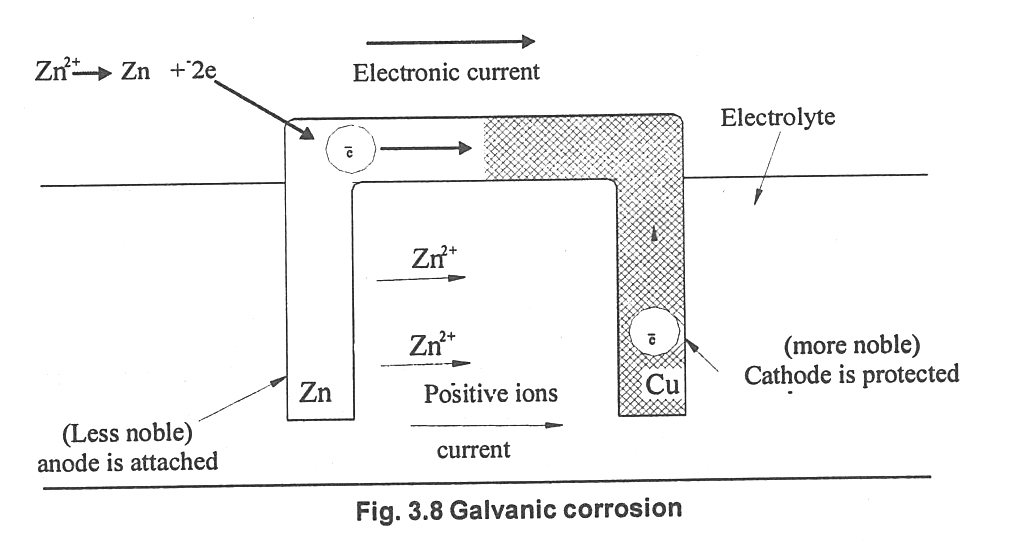 Zn²⁺ → Zn + ⁻2e
Electronic current
Electrolyte
c̄
Zn²⁺
Zn²⁺
c̄
(more noble)
Cathode is protected
Zn
Positive ions
Cu
(Less noble)
anode is attached
current
Fig. 3.8 Galvanic corrosion